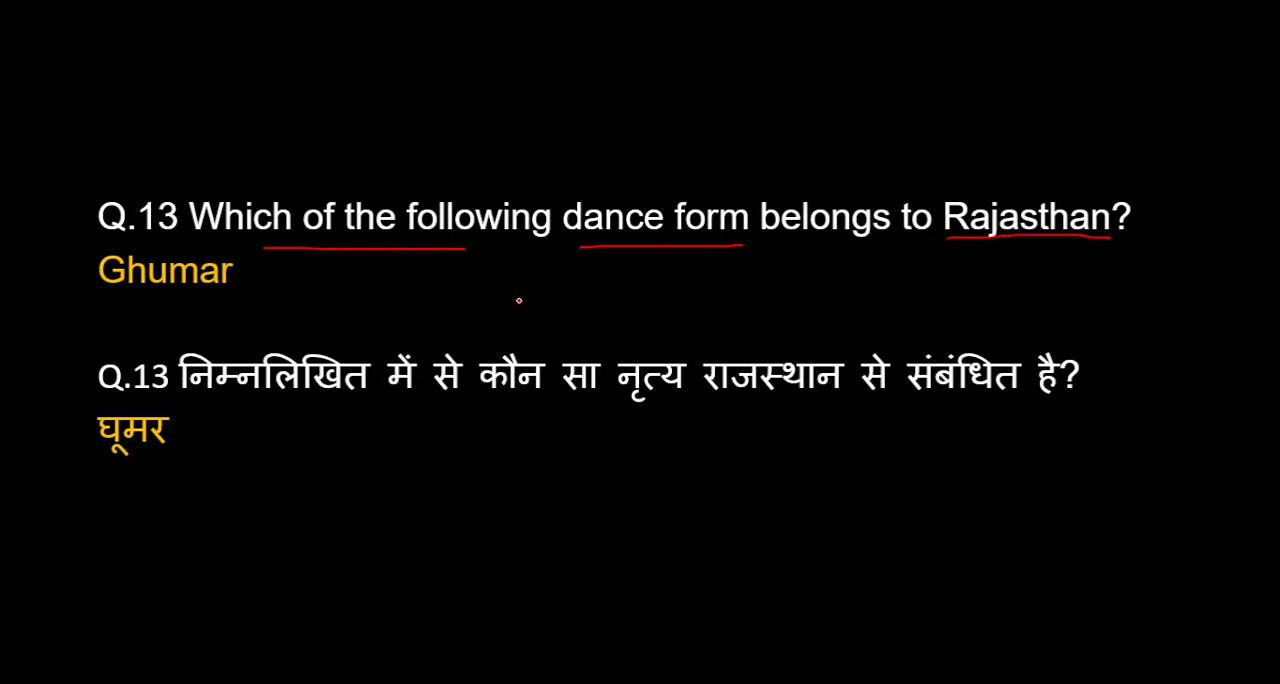 Q.13 Which of the following dance form belongs to Rajasthan?
Ghumar
Q.13 निम्नलिखित में से कौन सा नृत्य राजस्थान से संबंधित है?
घूमर